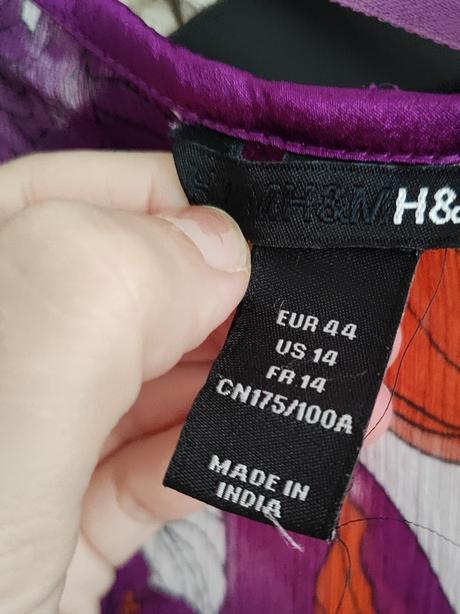 H&M H&
EUR 44
US 14
FR 14
CN175/100A
MADE IN
INDIA